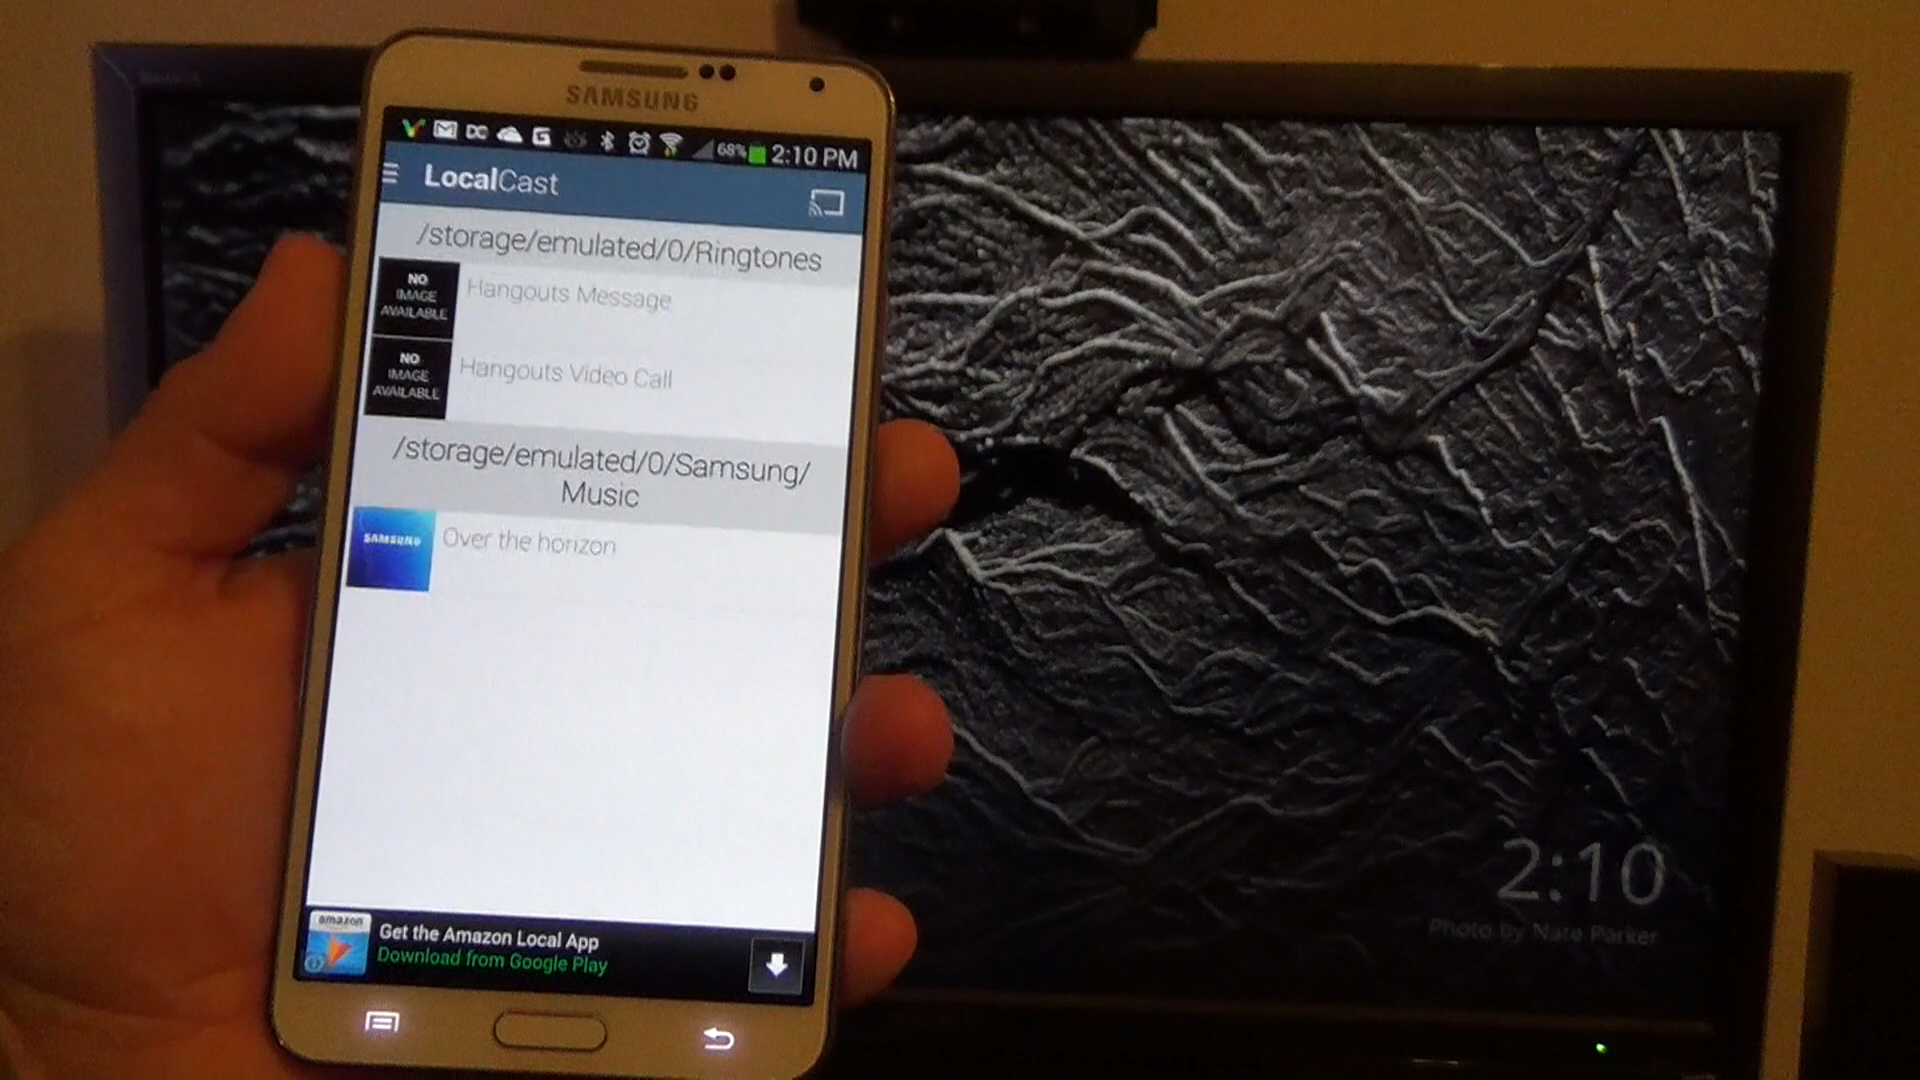 SAMSUNG
DC G 68% 2:10 PM
LocalCast
/storage/emulated/0/Ringtones
NO
IMAGE
AVAILABLE
Hangouts Message
NO
IMAGE
AVAILABLE
Hangouts Video Call
/storage/emulated/0/Samsung/
Music
SAMSUNG
Over the horizon
amazon
Get the Amazon Local App
Download from Google Play
2:10
Photo by Nate Parker